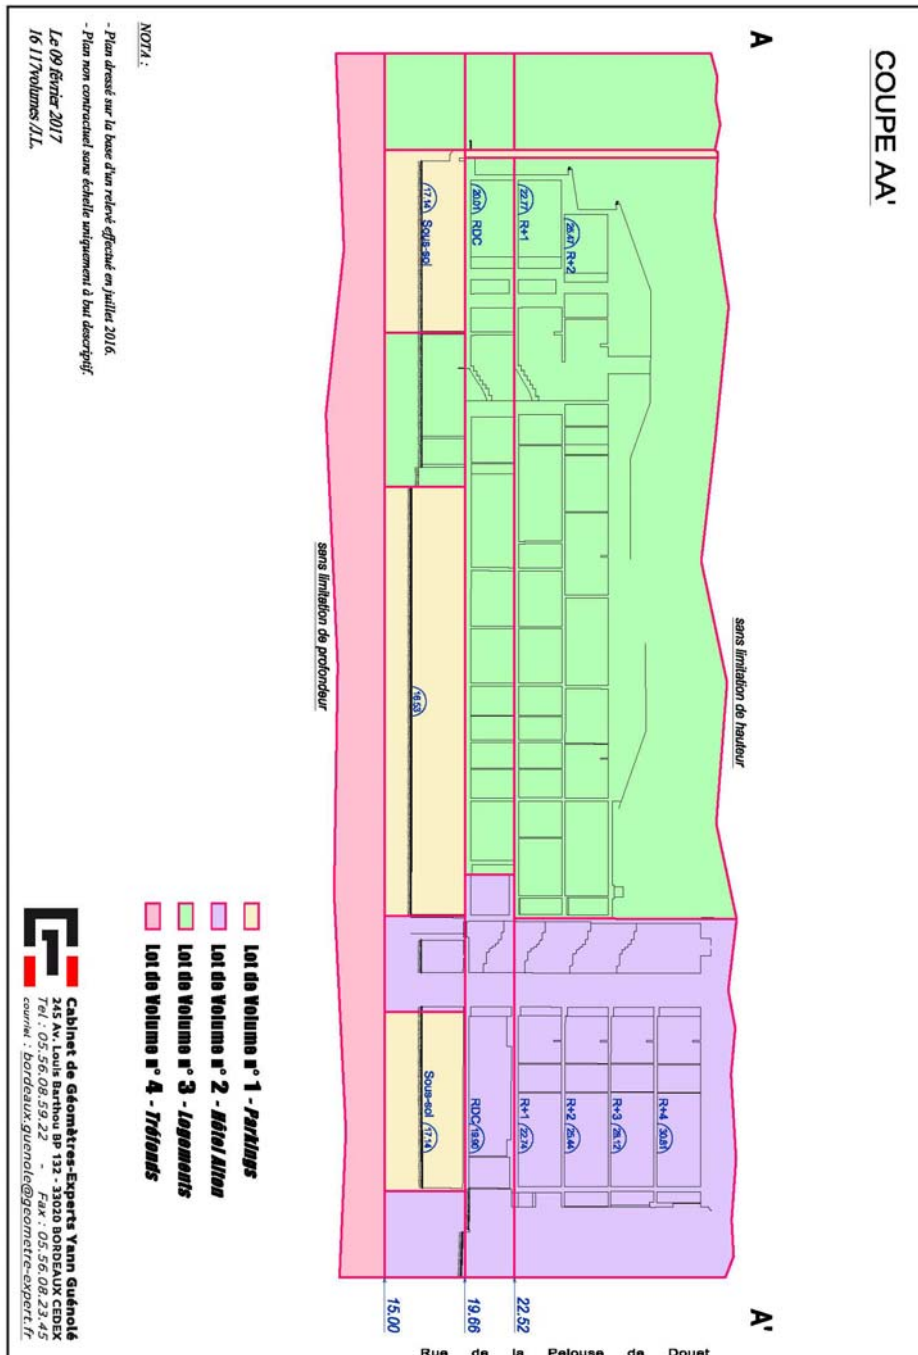 COUPE AA'
A
A'
sans limitation de hauteur
25.47 R+2
22.77 R+1
20.01 RDC
17.14 Sous-sol
16.53
R+4 30.81
R+3 28.12
R+2 25.44
R+1 22.74
RDC 19.90
Sous-sol 17.14
22.52
19.66
15.00
Rue de la Pelouse de Douet
sans limitation de profondeur
NOTA :
- Plan dressé sur la base d'un relevé effectué en juillet 2016.
- Plan non contractuel sans échelle uniquement à but descriptif.
Le 09 février 2017
16 117volumes /J.L.
Lot de Volume n° 1 - Parkings
Lot de Volume n° 2 - Hôtel Alton
Lot de Volume n° 3 - Logements
Lot de Volume n° 4 - Tréfonds
Cabinet de Géomètres-Experts Yann Guénolé
245 Av. Louis Barthou BP 132 - 33020 BORDEAUX CEDEX
Tel : 05.56.08.59.22 - Fax : 05.56.08.23.45
courriel : bordeaux.guenole@geometre-expert.fr